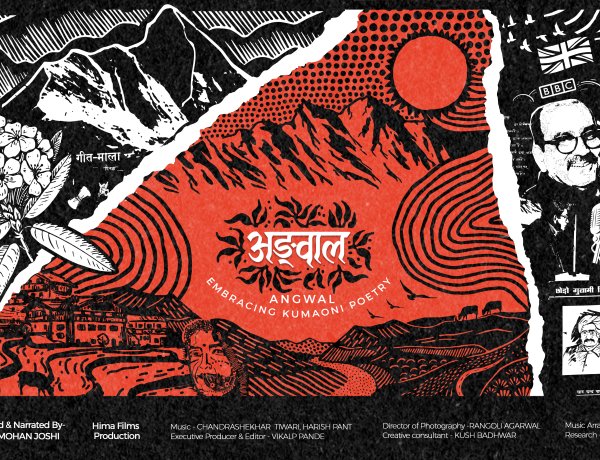 BBC
गीत-माला
अङ्वाल
ANGWAL
EMBRACING KUMAONI POETRY
छोड़ो गुलामी
d & Narrated By-
MOHAN JOSHI
Hima Films
Production
Music - CHANDRASHEKHAR TIWARI, HARISH PANT
Executive Producer & Editor - VIKALP PANDE
Director of Photography -RANGOLI AGARWAL
Creative consultant - KUSH BADHWAR
Music Arra
Research -